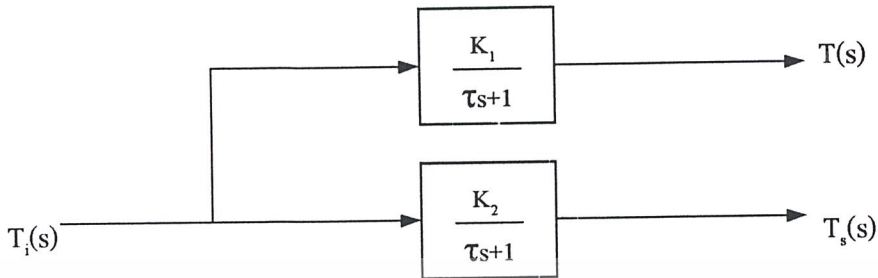 K₁
τs+1
T(s)
K₂
τs+1
Tᵢ(s)
Tₛ(s)